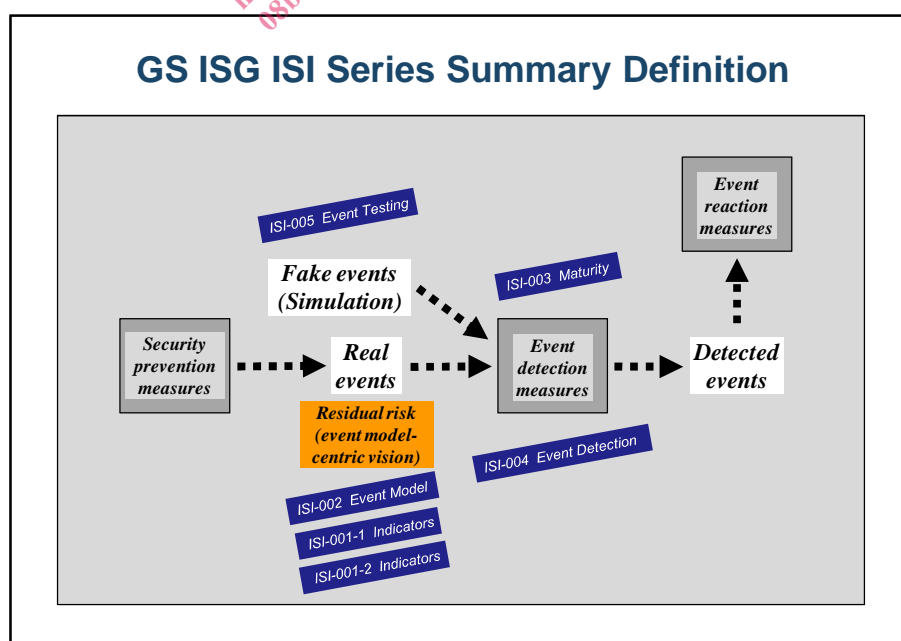 GS ISG ISI Series Summary Definition
Event
reaction
measures
ISI-005 Event Testing
Fake events
(Simulation)
ISI-003 Maturity
Security
prevention
measures
Real
events
Event
detection
measures
Detected
events
Residual risk
(event model-
centric vision)
ISI-004 Event Detection
ISI-002 Event Model
ISI-001-1 Indicators
ISI-001-2 Indicators